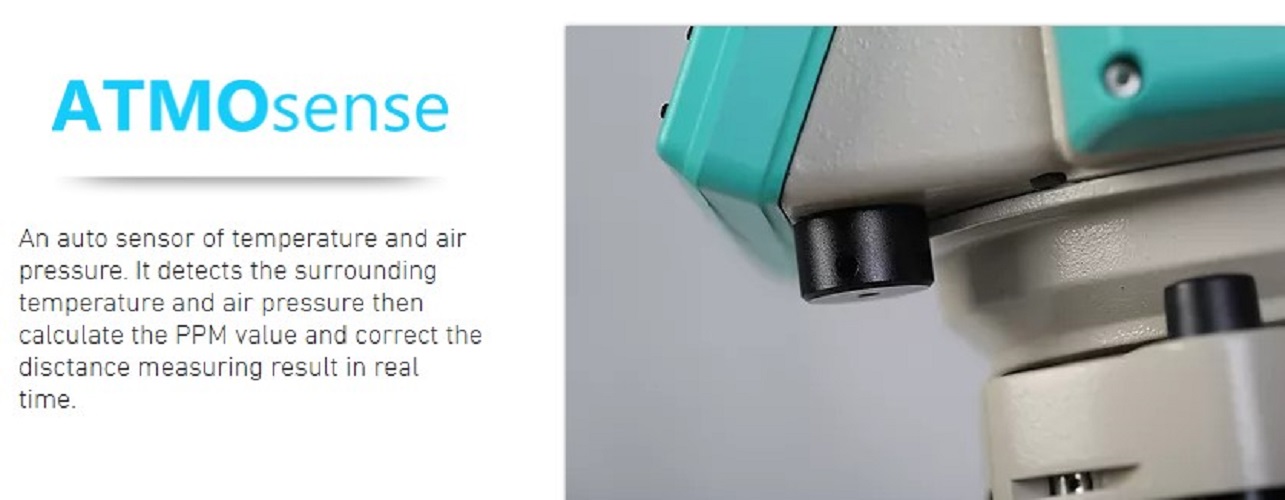 ATMOsense
An auto sensor of temperature and air
pressure. It detects the surrounding
temperature and air pressure then
calculate the PPM value and correct the
disctance measuring result in real
time.